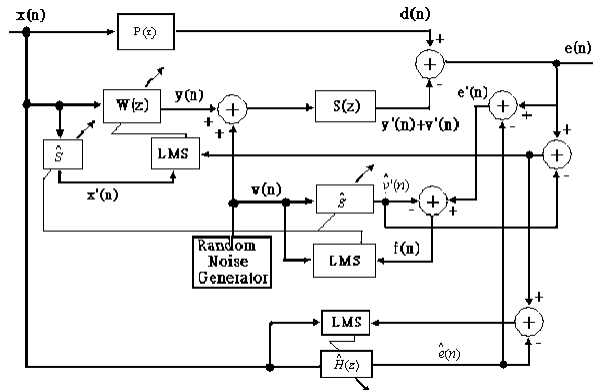 x(n)
P(z)
d(n)
+
+
-
e(n)
W(z)
y(n)
+
+
+
S(z)
y'(n)+v'(n)
e'(n)
+
+
-
Ŝ
LMS
x'(n)
+
+
-
v(n)
Ŝ
v̂'(n)
+
-
+
Random
Noise
Generator
LMS
f(n)
LMS
+
+
-
Ĥ(z)
ê(n)